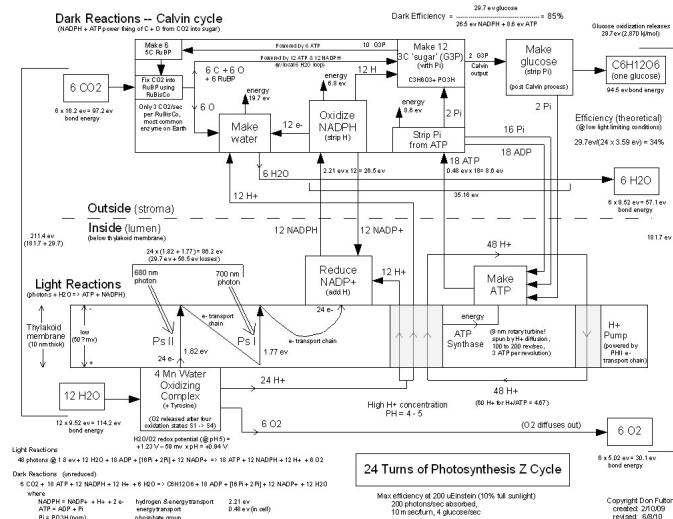 Dark Reactions -- Calvin cycle
(NADPH + ATP power fixing of C + O from CO2 into sugar)
29.7 ev glucose
Dark Efficiency = ---------- = 85%
26.5 ev NADPH + 8.6 ev ATP
Glucose oxidization releases
29.7 ev (2,870 kj/mol)
Make 6
5C RuBP
Powered by 6 ATP
10 G3P
Powered by 12 ATP & 12 NADPH
(w/local 6 H2O loop)
Make 12
3C 'sugar' (G3P)
(with Pi)
C3H6O3 + PO3H
2 G3P
Calvin
output
Make
glucose
(strip Pi)
(post Calvin process)
C6H12O6
(one glucose)
94.5 ev bond energy
6 CO2
6 x 16.2 ev = 97.2 ev
bond energy
Fix CO2 into
RuBP using
RuBisCo
6 C + 6 O
+ 6 RuBP
6 O
Only 3 CO2/sec
per RuBisCo,
most common
enzyme on Earth
energy
19.7 ev
energy
6.8 ev
12 H
energy
8.6 ev
2 Pi
2 Pi
Make
water
12 e-
Oxidize
NADPH
(strip H)
Strip Pi
from ATP
16 Pi
18 ATP
18 ADP
Efficiency (theoretical)
(@ low light limiting conditions)
29.7ev/(24 x 3.59 ev) = 34%
6 H2O
2.21 ev x 12 = 26.5 ev
0.48 ev x 18 = 8.6 ev
6 H2O
6 x 9.52 ev = 57.1 ev
bond energy
12 H+
35.16 ev
Outside (stroma)
Inside (lumen)
(below thylakoid membrane)
211.4 ev
(181.7 + 29.7)
181.7 ev
12 NADPH
12 NADP+
48 H+
24 x (1.82 + 1.77) = 86.2 ev
(29.7 ev + 56.5 ev losses)
680 nm
photon
700 nm
photon
Light Reactions
(photons + H2O => ATP + NADPH)
Reduce
NADP+
(add H)
12 H+
Make
ATP
Thylakoid
membrane
(10 nm thick)
-
low
(50? mv)
+
Ps II
Ps I
e- transport
chain
24 e-
e- transport chain
24 e-
1.82 ev
1.77 ev
energy
ATP
Synthase
(9 nm rotary turbine!
spun by H+ diffusion,
100 to 200 rev/sec,
3 ATP per revolution)
H+
Pump
(powered by
PHII e-
transport chain)
12 H2O
12 x 9.52 ev = 114.2 ev
bond energy
4 Mn Water
Oxidizing
Complex
(+ Tyrosine)
(O2 released after four
oxidation states S1 -> S4)
24 H+
High H+ concentration
PH = 4 - 5
48 H+
(60 H+ for H+/ATP = 4.67)
6 O2
(O2 diffuses out)
6 O2
6 x 5.02 ev = 30.1 ev
bond energy
H2O/O2 redox potential (@ pH5) =
+1.23 V - 59 mv x pH = +0.94 V
Light Reactions
48 photons @ 1.8 ev + 12 H2O + 18 ADP + [16Pi + 2Pi] + 12 NADP+ => 18 ATP + 12 NADPH + 12 H+ + 6 O2
Dark Reactions (unreduced)
6 CO2 + 18 ATP + 12 NADPH + 12 H+ + 6 H2O => C6H12O6 + 18 ADP + [16 Pi + 2 Pi] + 12 NADP+ + 12 H2O
where
NADPH = NADP+ + H+ + 2 e- hydrogen & energy transport 2.21 ev
ATP = ADP + Pi energy transport 0.48 ev (in cell)
Pi = PO3H (norm) phosphate group
24 Turns of Photosynthesis Z Cycle
Max efficiency at 200 uEinstein (10% full sunlight)
200 photons/sec absorbed,
10 m sec/turn, 4 glucose/sec
Copyright Don Fulton
created: 2/10/09
revised: 6/8/10